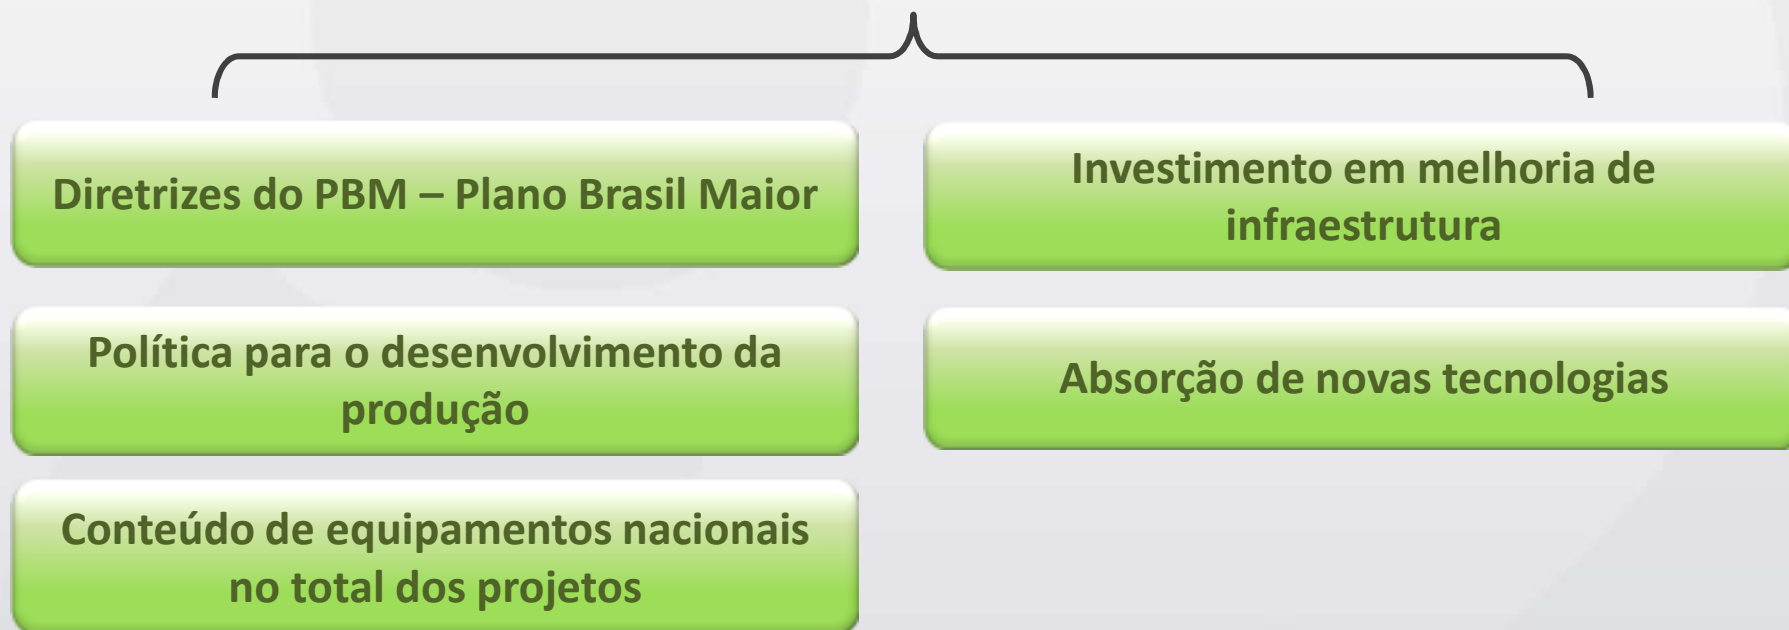 Diretrizes do PBM – Plano Brasil Maior
Política para o desenvolvimento da
produção
Conteúdo de equipamentos nacionais
no total dos projetos
Investimento em melhoria de
infraestrutura
Absorção de novas tecnologias